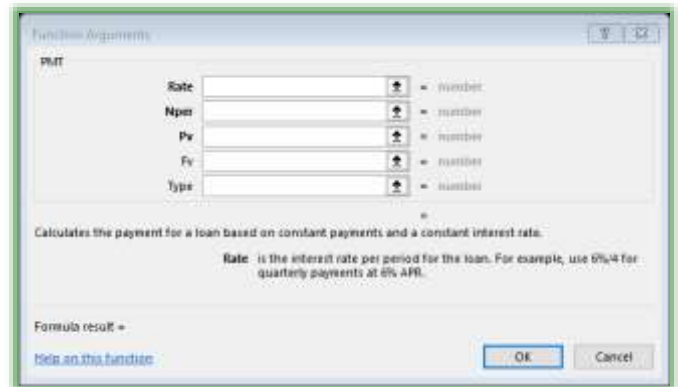 Function Arguments
PMT
Rate = number
Nper = number
Pv = number
Fv = number
Type = number
=
Calculates the payment for a loan based on constant payments and a constant interest rate.
Rate is the interest rate per period for the loan. For example, use 6%/4 for
quarterly payments at 6% APR.
Formula result =
Help on this function
OK Cancel